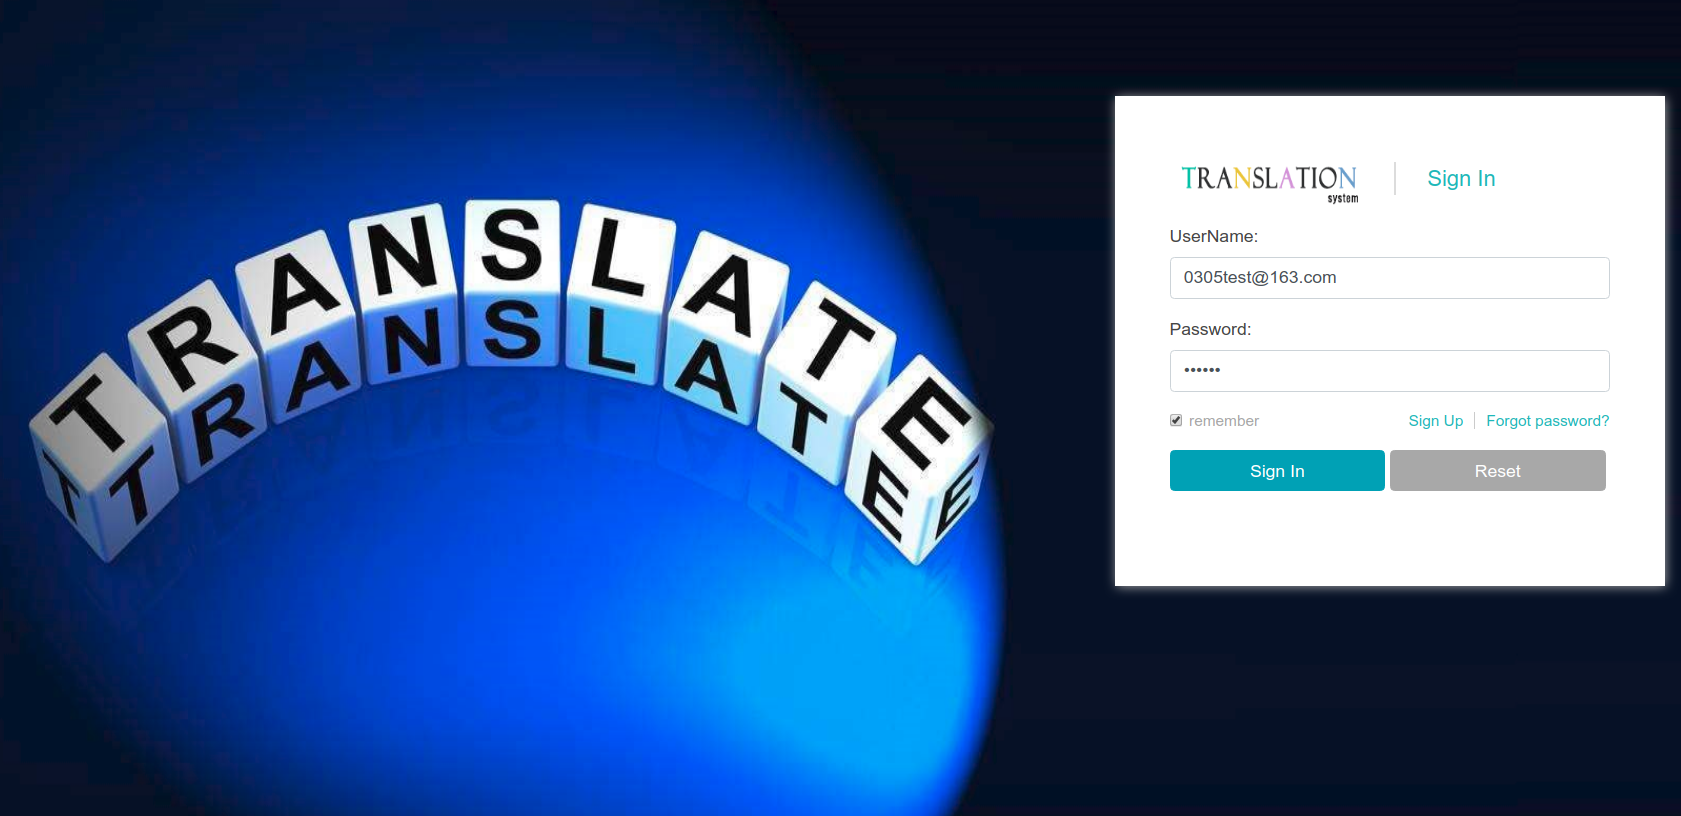 TRANSLATE
TRANSLATE
T E
TRANSLATION
system
Sign In
UserName:
0305test@163.com
Password:
••••••
remember
Sign Up
Forgot password?
Sign In
Reset